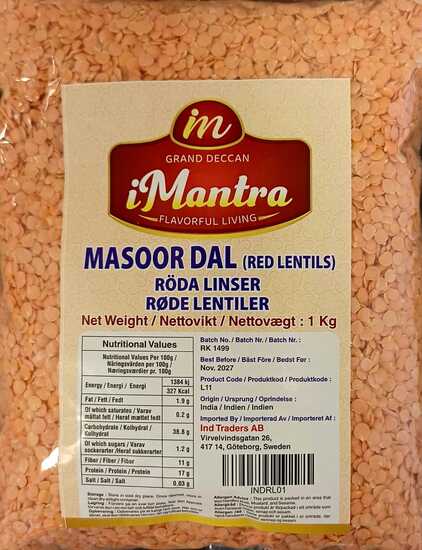 im
GRAND DECCAN
iMantra
FLAVORFUL LIVING
MASOOR DAL (RED LENTILS)
RÖDA LINSER
RØDE LENTILER
Net Weight / Nettovikt / Nettovægt : 1 Kg
Nutritional Values
Nutritional Values Per 100g /
Näringsvärden per 100g /
Næringsværdier pr. 100g
Energy / Energi / Energi 1384 kj
327 Kcal
Fat / Fett / Fedt 1.9 g
Of which saturates / Varav
mättat fett / Heraf mættet fedt 0.2 g
Carbohydrate / Kolhydrat /
Kulhydrat 38.8 g
Of which sugars / Varav
sockerarter / Heraf sukkerarter 1.2 g
Fiber / Fiber / Fiber 11 g
Protein / Protein / Protein 17 g
Salt / Salt / Salt 0,03 g
Batch No. / Batch Nr. / Batch Nr. :
RK 1499
Best Before / Bäst Före / Bedst Før :
Nov. 2027
Product Code / Produktkod / Produktkode :
L11
Origin / Ursprung / Oprindelse :
India / Indien / Indien
Imported By / Importerad Av / Importeret Af :
Ind Traders AB
Virvelvindsgatan 26,
417 14, Göteborg, Sweden
INDRL01